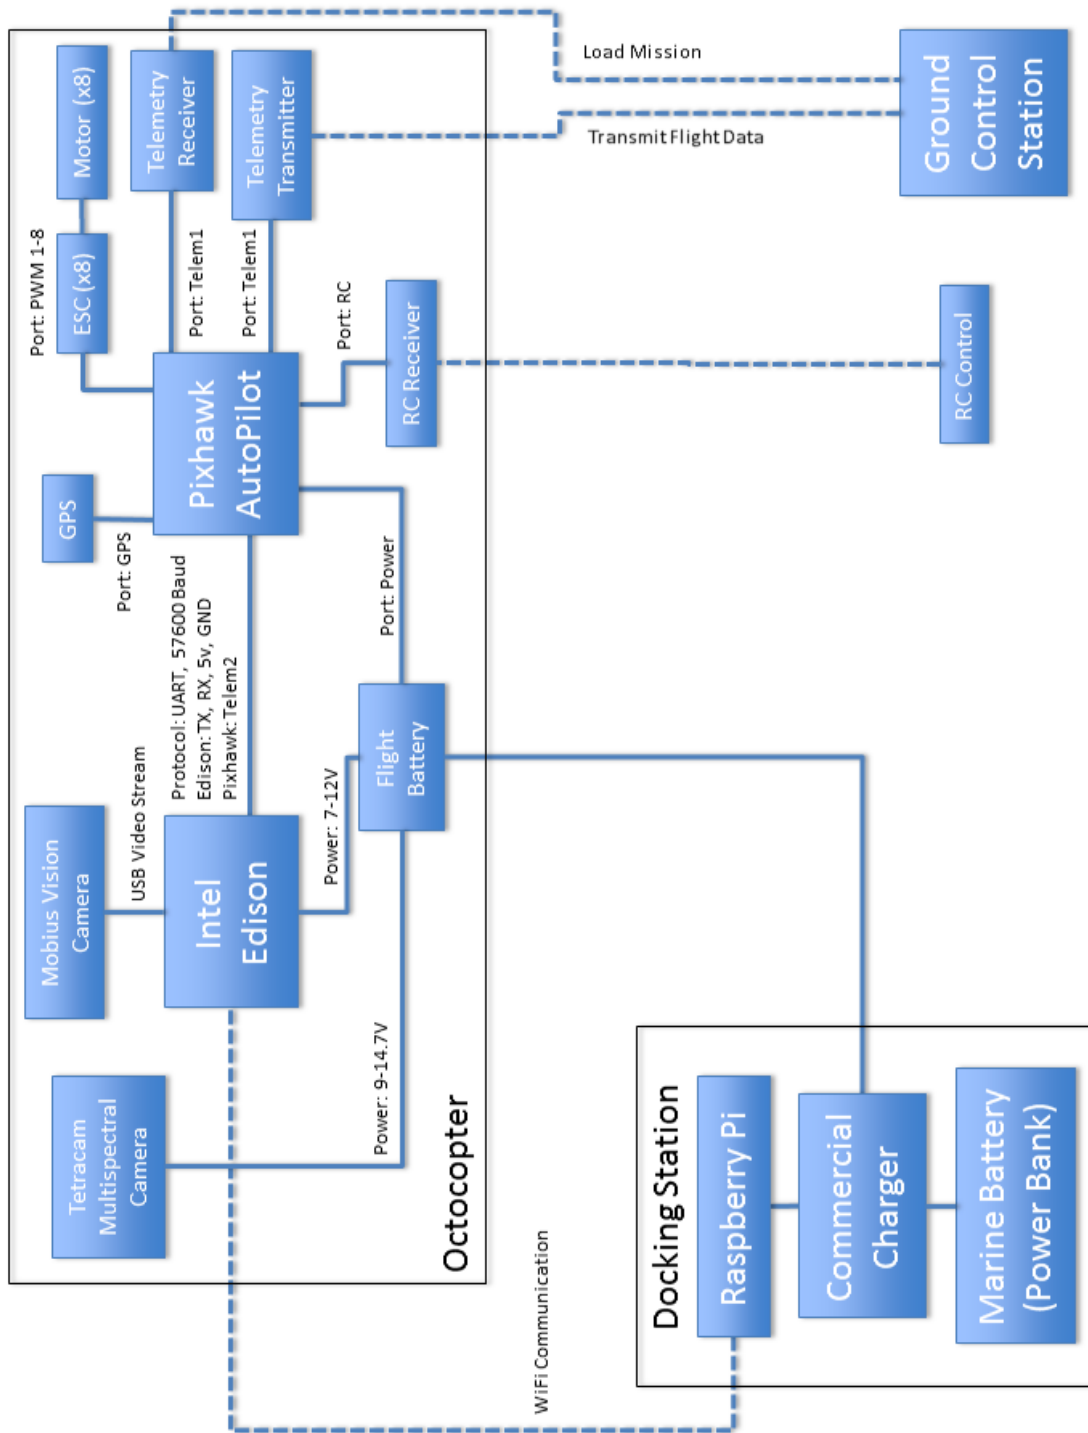 Tetracam
Multispectral
Camera
Mobius Vision
Camera
GPS
Port: PWM 1-8
ESC (x8)
Motor (x8)
USB Video Stream
Port: GPS
Protocol: UART, 57600 Baud
Edison: TX, RX, 5v, GND
Pixhawk: Telem2
Intel
Edison
Pixhawk
AutoPilot
Port: Telem1
Port: Telem1
Telemetry
Receiver
Telemetry
Transmitter
Power: 9-14.7V
Power: 7-12V
Flight
Battery
Port: Power
Port: RC
RC Receiver
Octocopter
WiFi Communication
Load Mission
Transmit Flight Data
Docking Station
Raspberry Pi
Commercial
Charger
Marine Battery
(Power Bank)
RC Control
Ground
Control
Station